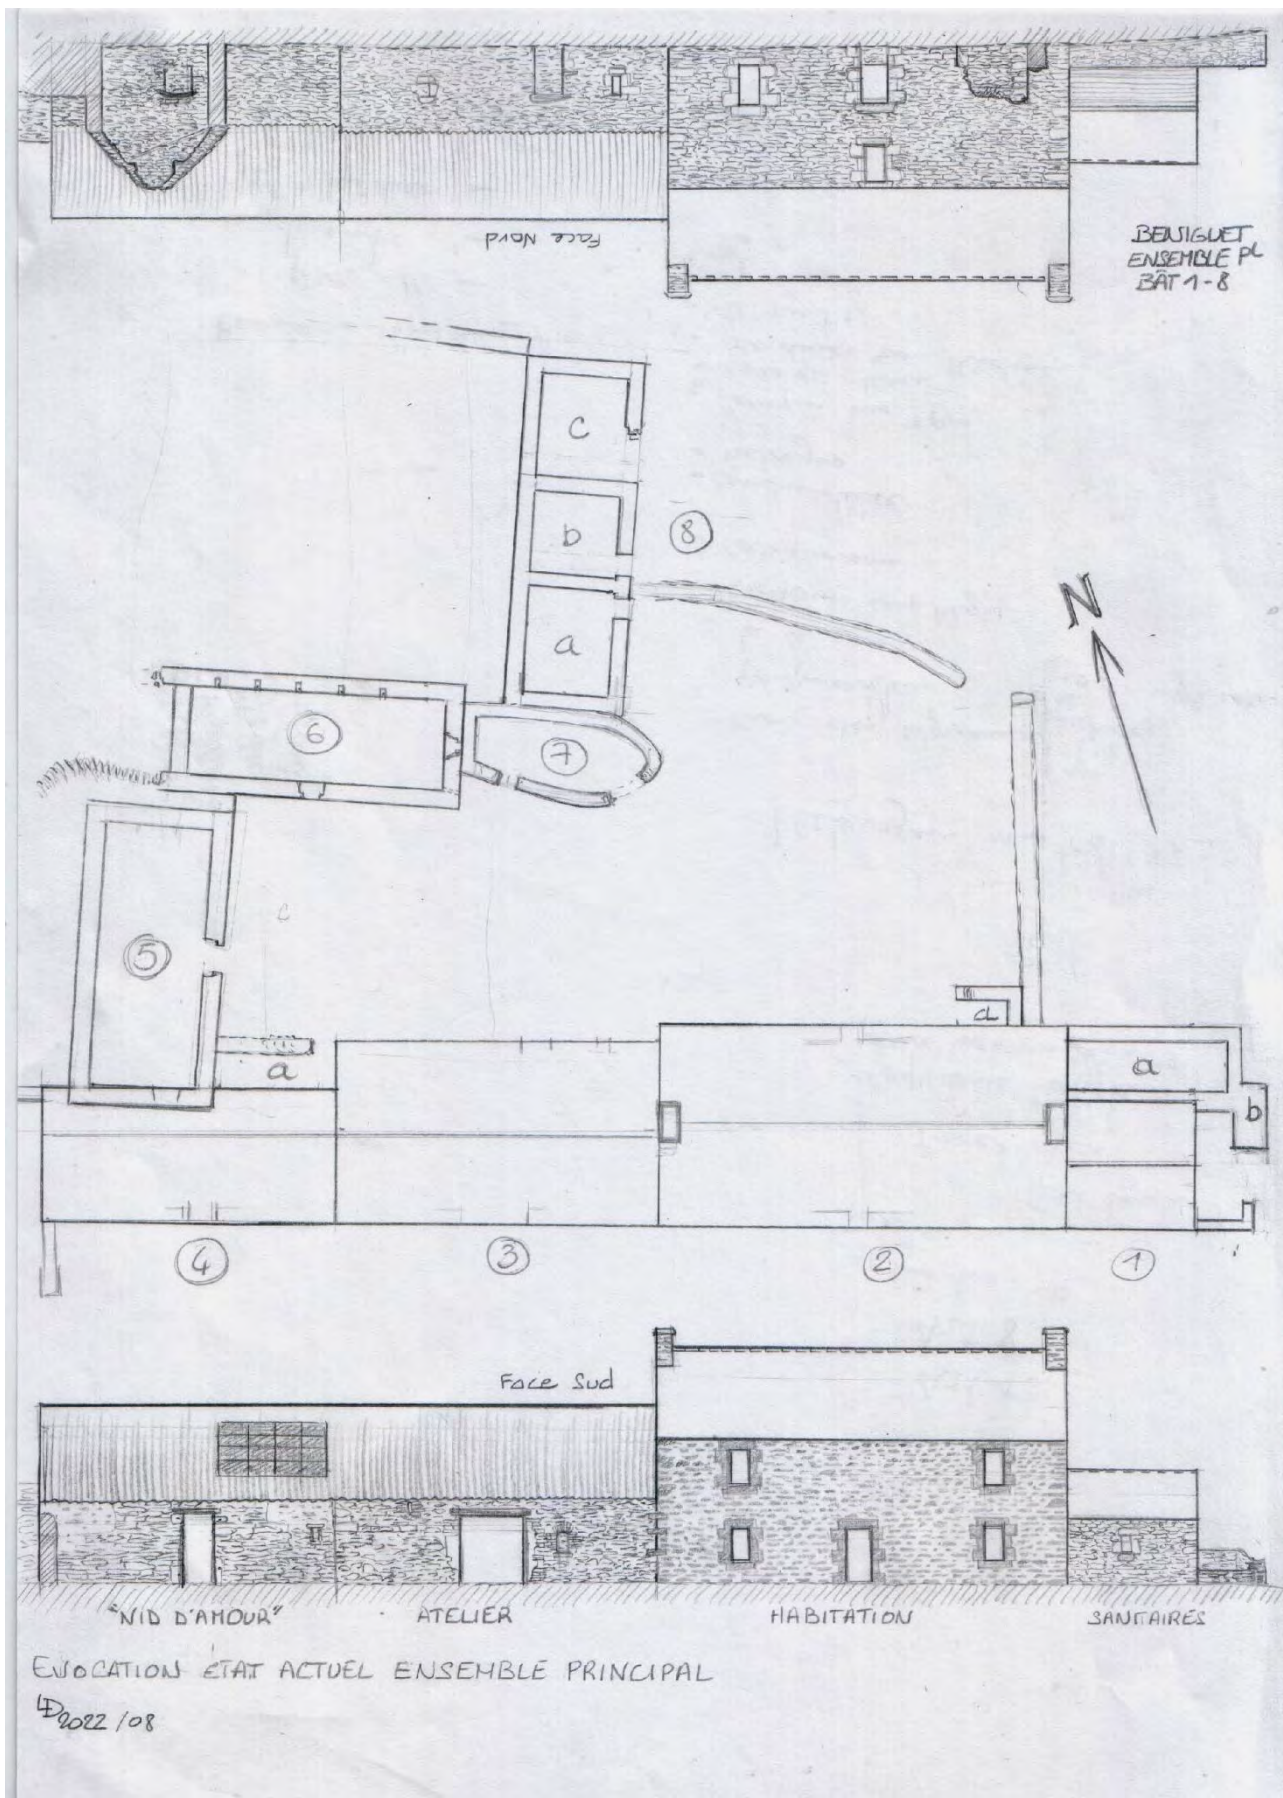 Face Nord
BENIGUET
ENSEMBLE PL
BÂT 1-8
c
b
8
a
N
6
7
c
5
d
a
a
b
4
3
2
1
Face Sud
"NID D'AMOUR"
ATELIER
HABITATION
SANITAIRES
EVOCATION ÉTAT ACTUEL ENSEMBLE PRINCIPAL
LD 2022/08